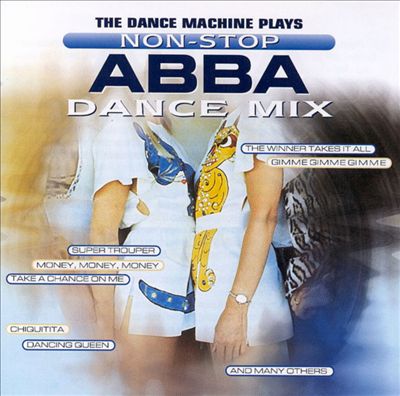 THE DANCE MACHINE PLAYS
NON-STOP
ABBA
DANCE MIX
THE WINNER TAKES IT ALL
GIMME GIMME GIMME
SUPER TROUPER
MONEY, MONEY, MONEY
TAKE A CHANCE ON ME
CHIQUITITA
DANCING QUEEN
AND MANY OTHERS